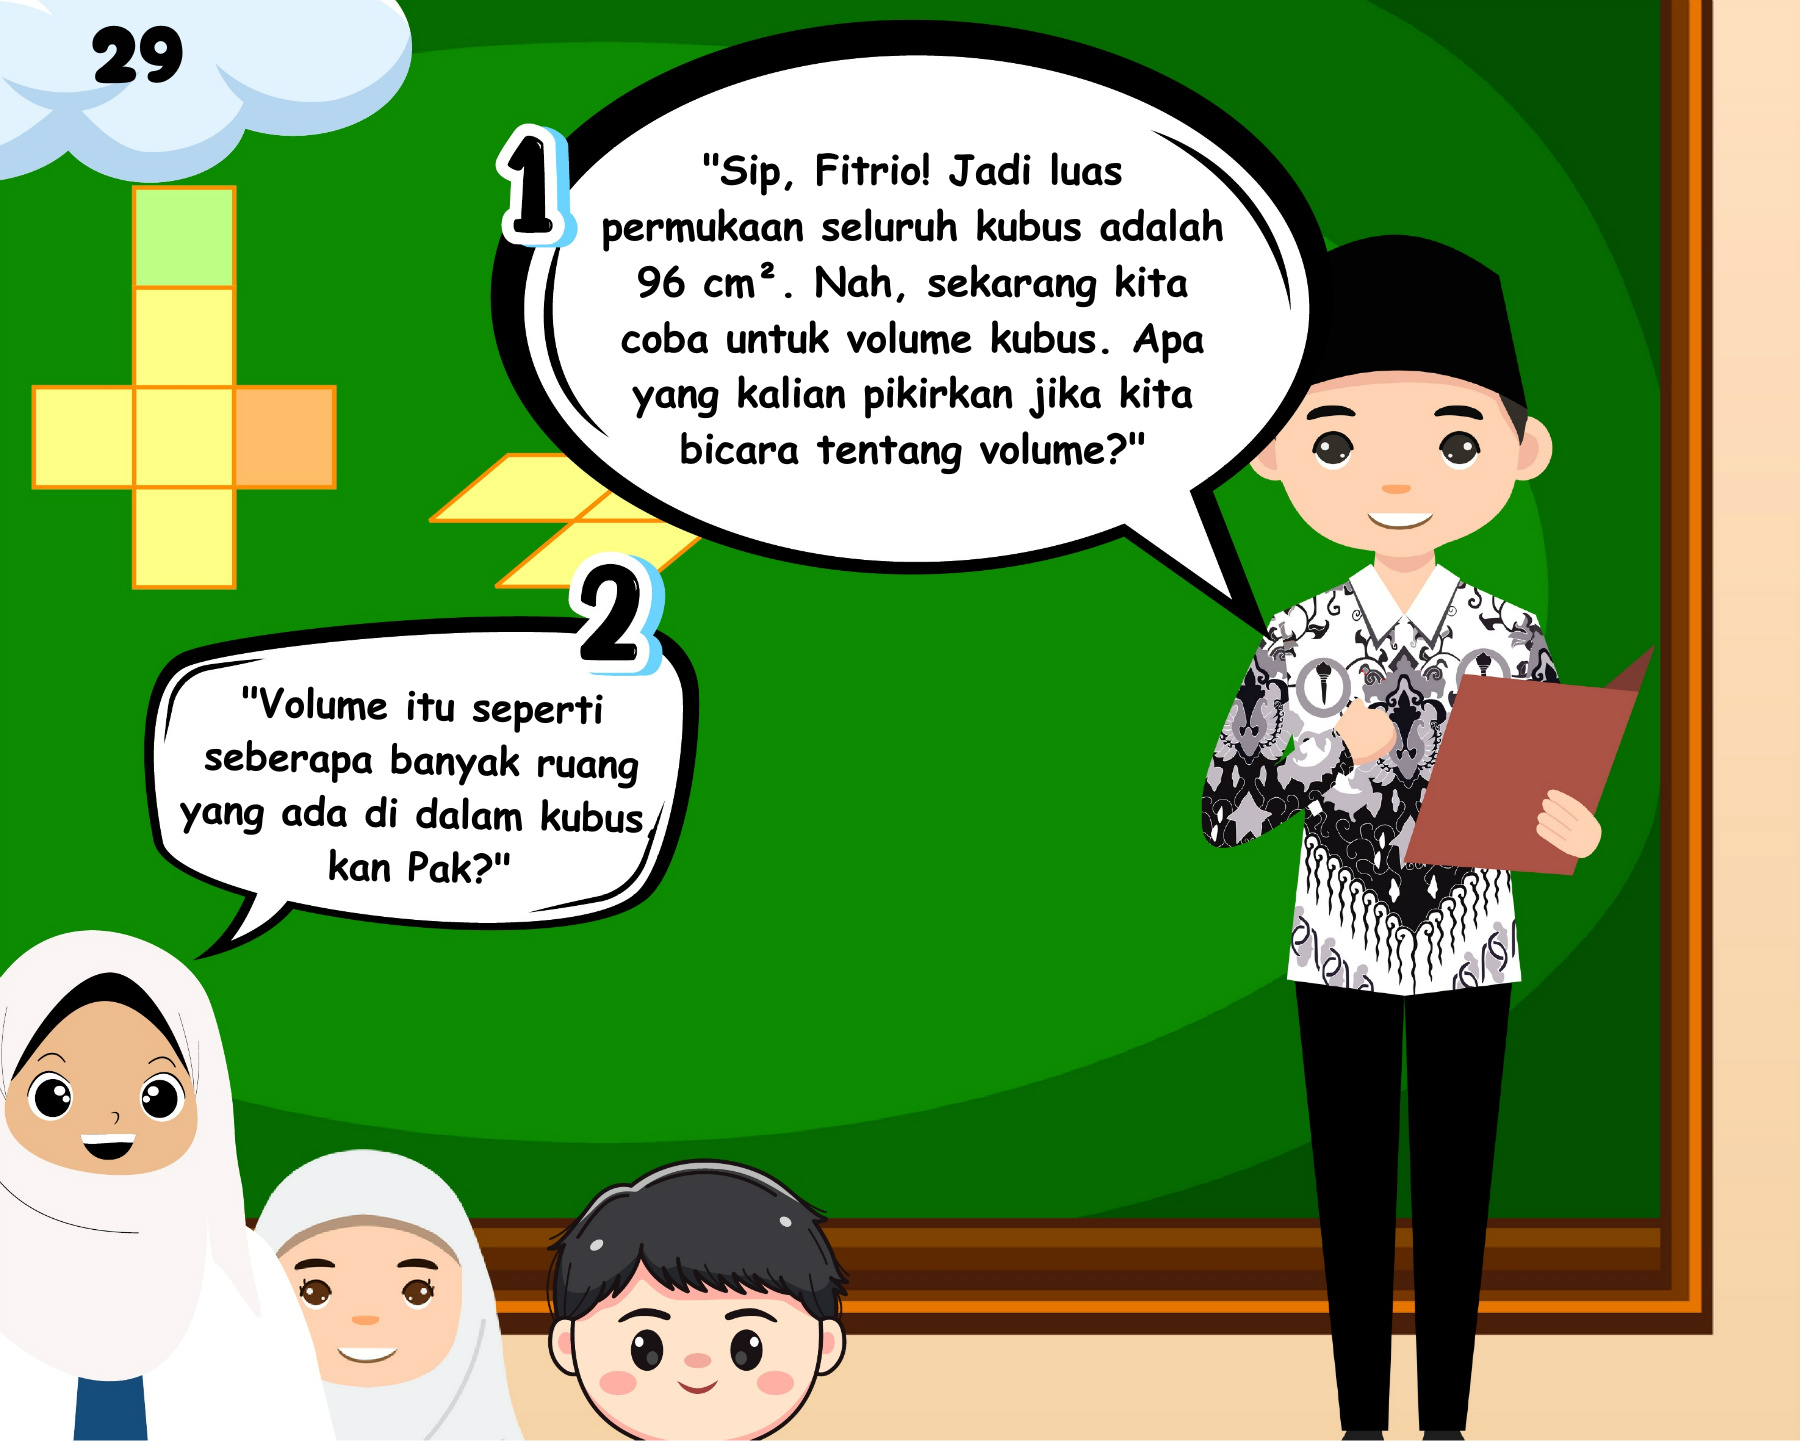 29
1
"Sip, Fitrio! Jadi luas
permukaan seluruh kubus adalah
96 cm². Nah, sekarang kita
coba untuk volume kubus. Apa
yang kalian pikirkan jika kita
bicara tentang volume?"
2
"Volume itu seperti
seberapa banyak ruang
yang ada di dalam kubus,
kan Pak?"